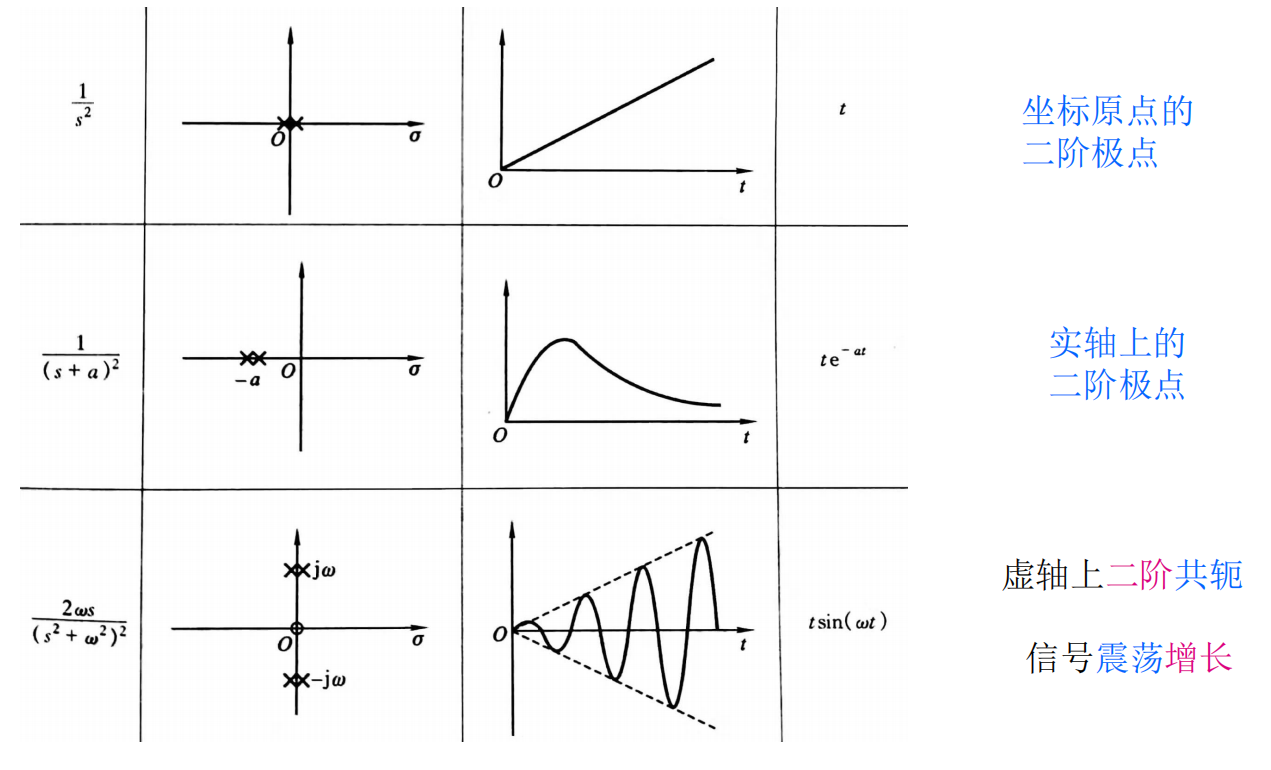 1/s²
O
σ
O
t
t
坐标原点的
二阶极点
1/(s + a)²
-a
O
σ
O
t
te^{-at}
实轴上的
二阶极点
2ωs/(s² + ω²)²
jω
O
σ
-jω
O
t
tsin(ωt)
虚轴上二阶共轭
信号震荡增长